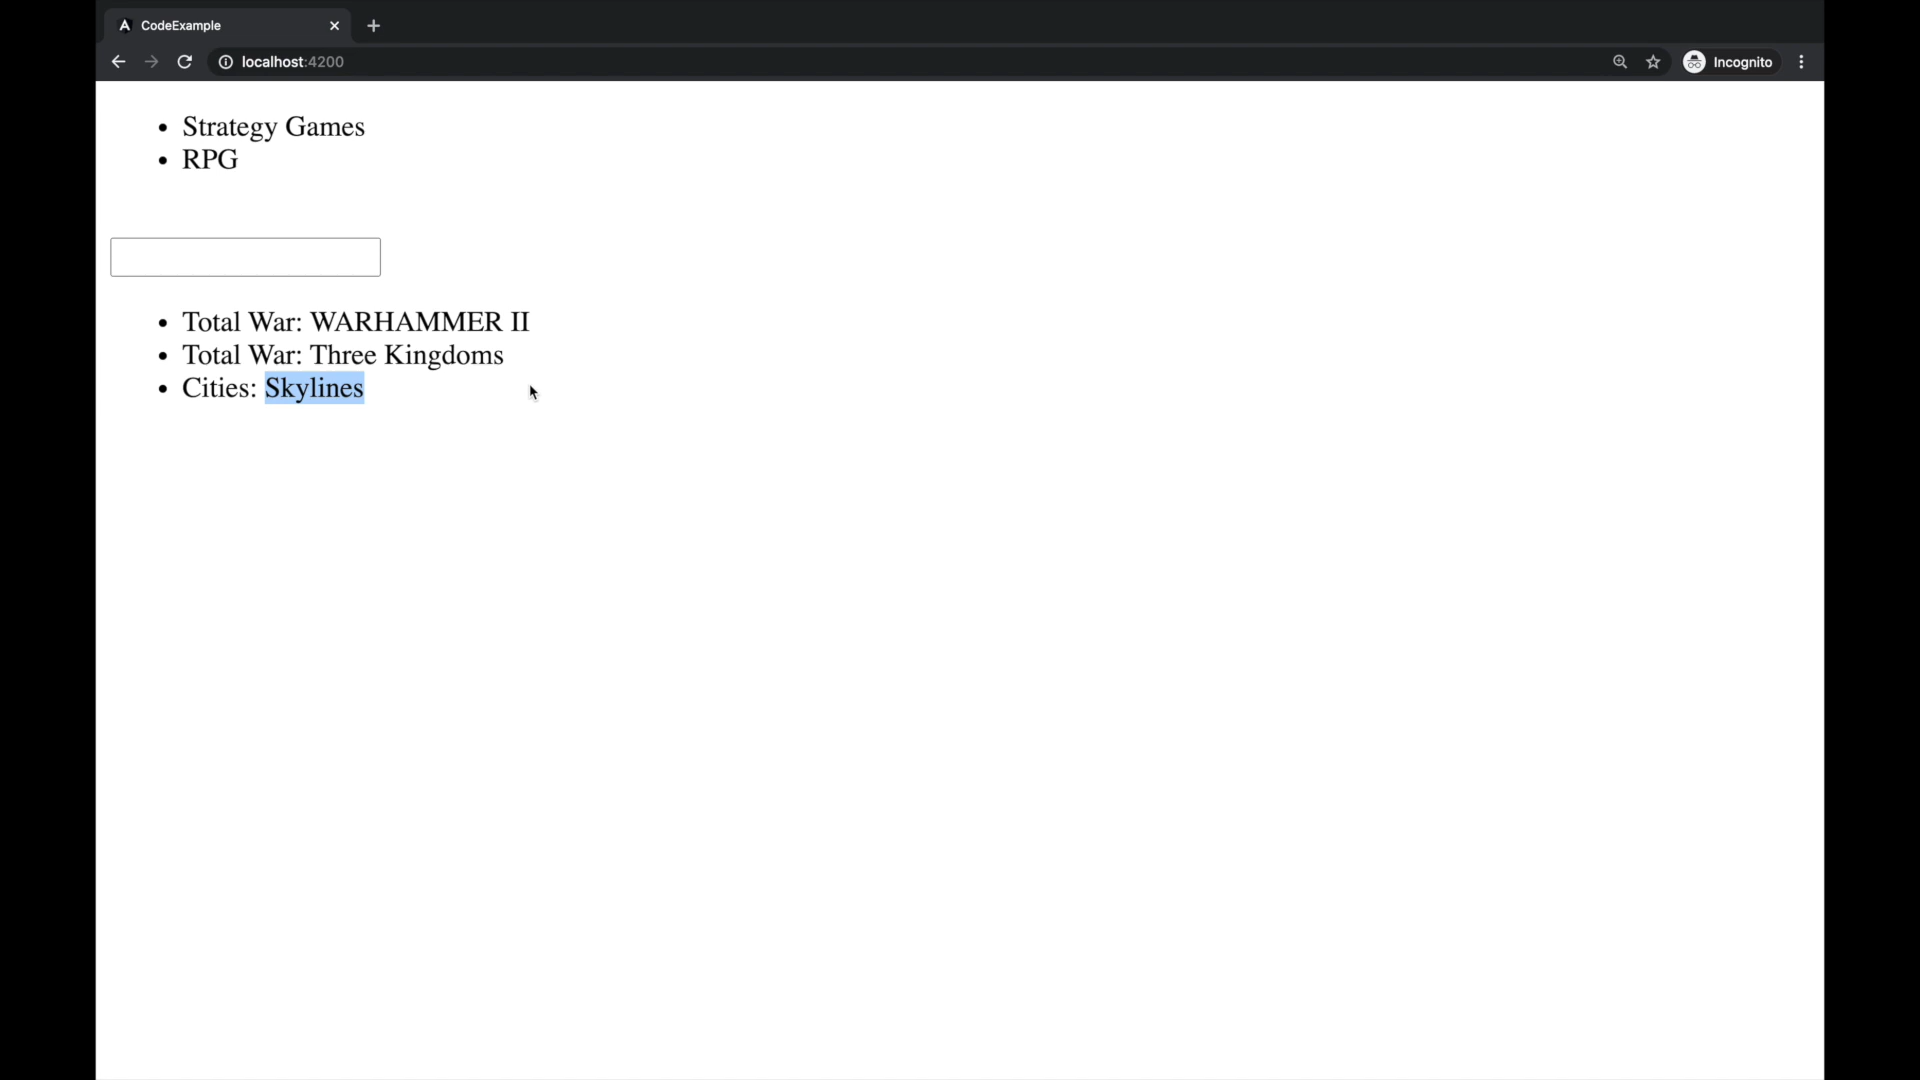 CodeExample
localhost:4200
Incognito
Strategy Games
RPG
Total War: WARHAMMER II
Total War: Three Kingdoms
Cities: Skylines